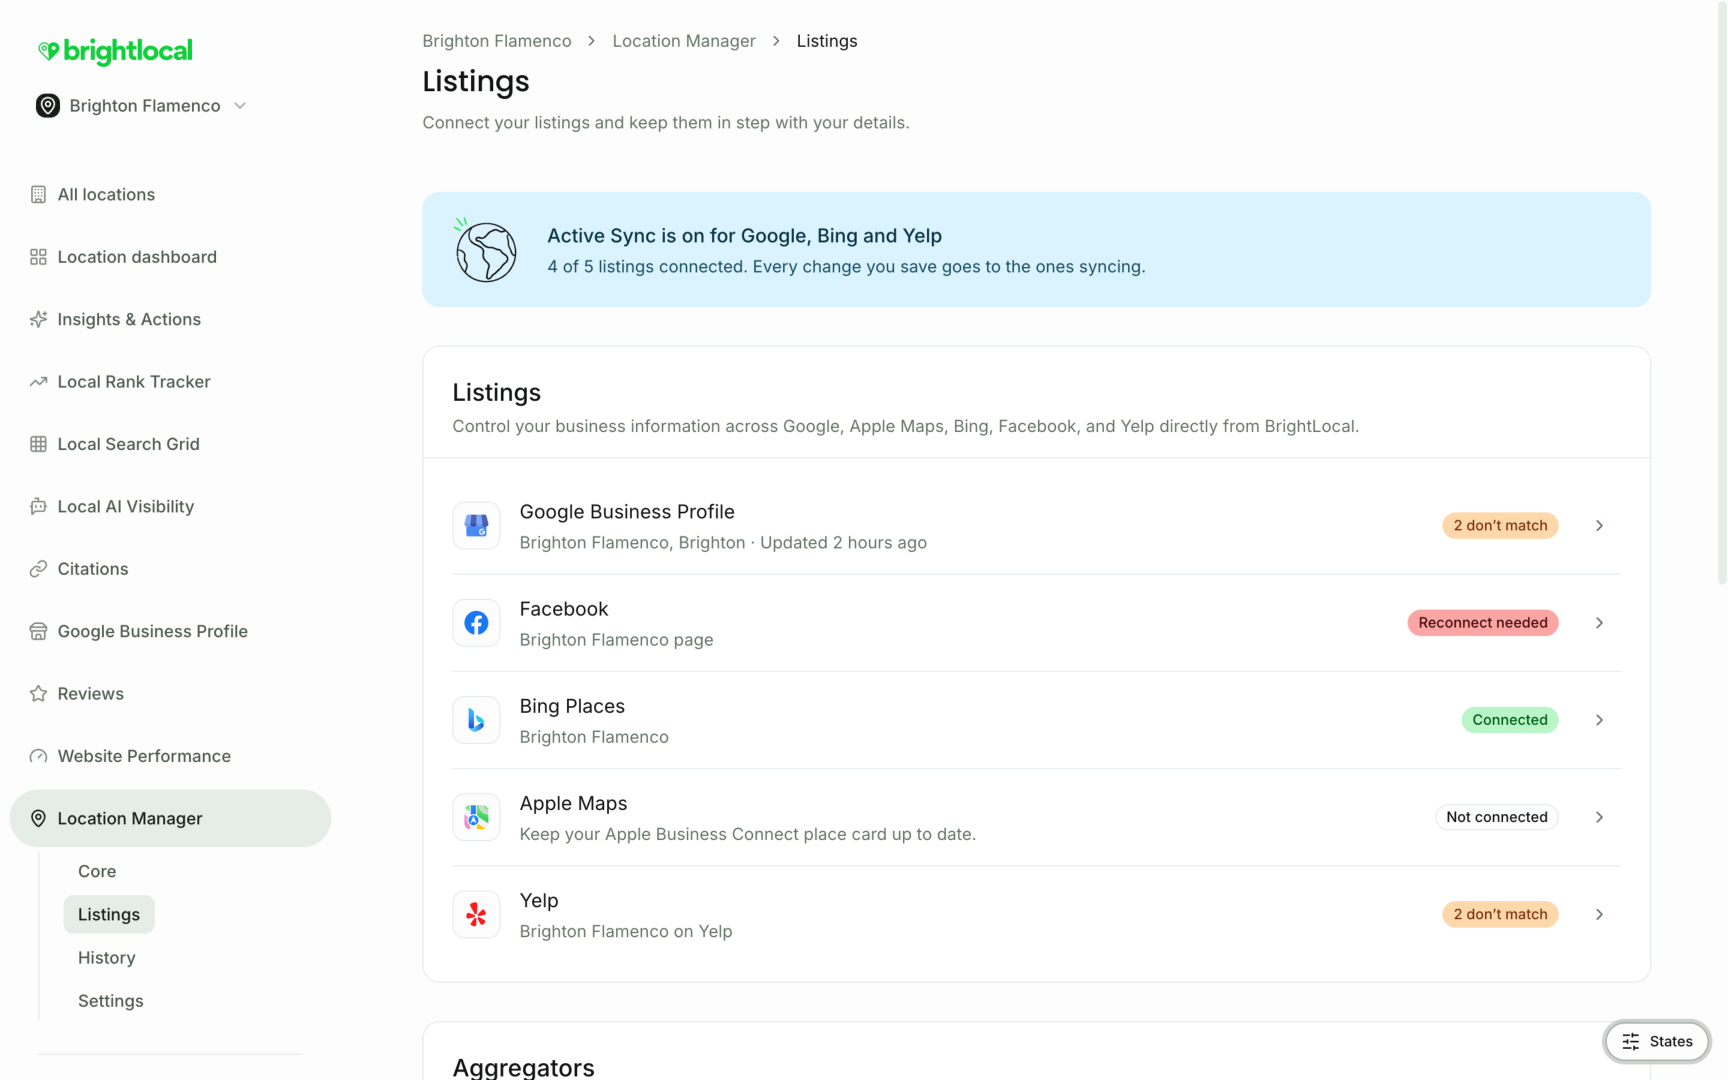 brightlocal
Brighton Flamenco
All locations
Location dashboard
Insights & Actions
Local Rank Tracker
Local Search Grid
Local AI Visibility
Citations
Google Business Profile
Reviews
Website Performance
Location Manager
Core
Listings
History
Settings
Brighton Flamenco > Location Manager > Listings
Listings
Connect your listings and keep them in step with your details.
Active Sync is on for Google, Bing and Yelp
4 of 5 listings connected. Every change you save goes to the ones syncing.
Listings
Control your business information across Google, Apple Maps, Bing, Facebook, and Yelp directly from BrightLocal.
Google Business Profile
Brighton Flamenco, Brighton · Updated 2 hours ago
2 don’t match
Facebook
Brighton Flamenco page
Reconnect needed
Bing Places
Brighton Flamenco
Connected
Apple Maps
Keep your Apple Business Connect place card up to date.
Not connected
Yelp
Brighton Flamenco on Yelp
2 don’t match
Aggregators
States